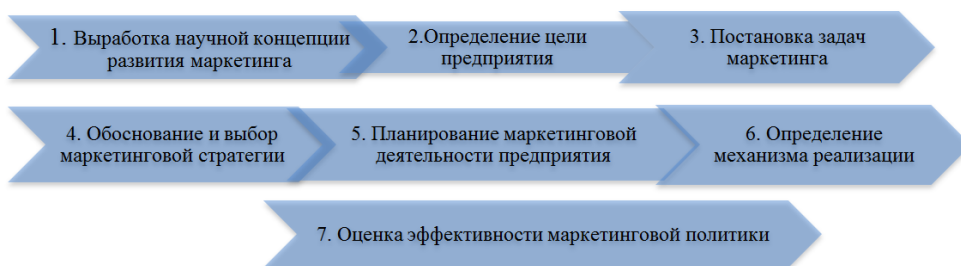 1. Выработка научной концепции
развития маркетинга
2.Определение цели
предприятия
3. Постановка задач
маркетинга
4. Обоснование и выбор
маркетинговой стратегии
5. Планирование маркетинговой
деятельности предприятия
6. Определение
механизма реализации
7. Оценка эффективности маркетинговой политики